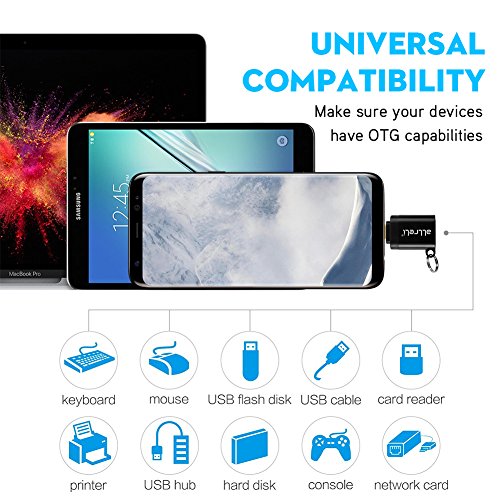 UNIVERSAL
COMPATIBILITY
Make sure your devices
have OTG capabilities
SAMSUNG
12:45
MacBook Pro
aLLreLi
keyboard
mouse
USB flash disk
USB cable
card reader
printer
USB hub
hard disk
console
network card